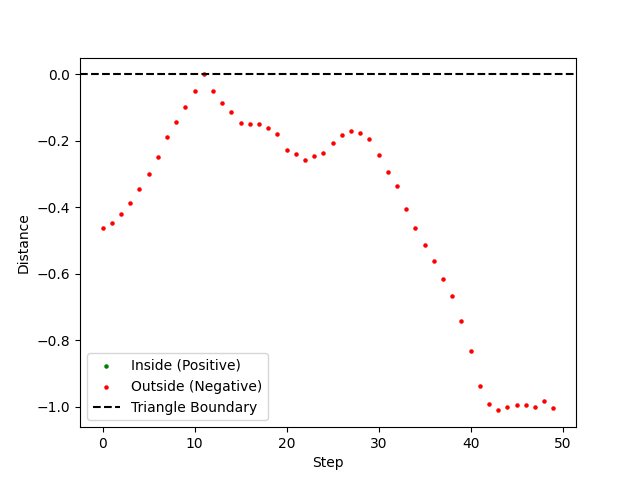 0.0
−0.2
−0.4
−0.6
−0.8
−1.0
Distance
Inside (Positive)
Outside (Negative)
Triangle Boundary
0 10 20 30 40 50
Step